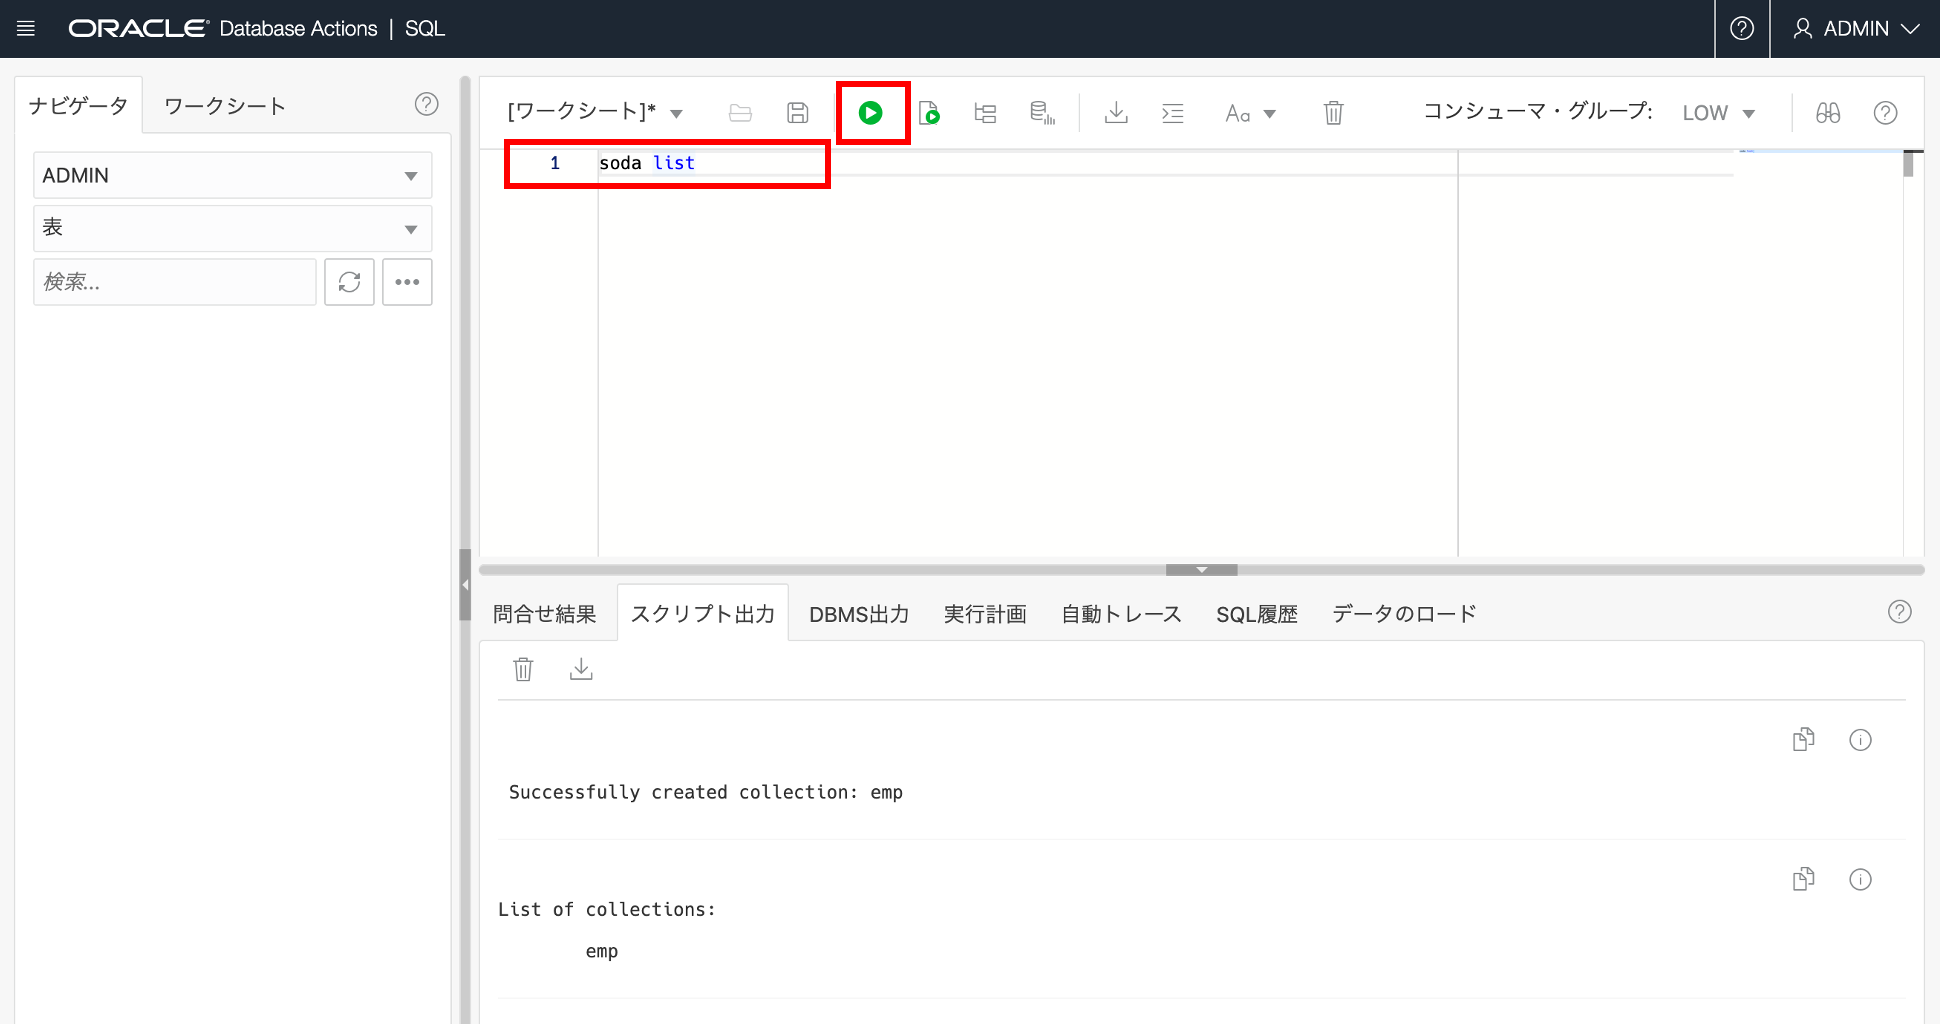 ORACLE Database Actions | SQL
ADMIN
ナビゲータ
ワークシート
ADMIN
表
検索...
[ワークシート]*
Aa
コンシューマ・グループ:
LOW
1 soda list
問合せ結果
スクリプト出力
DBMS出力
実行計画
自動トレース
SQL履歴
データのロード
Successfully created collection: emp
List of collections:
emp